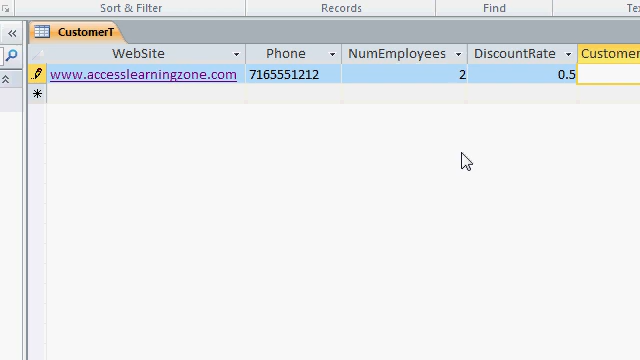 Sort & Filter Records Find
CustomerT
WebSite Phone NumEmployees DiscountRate Customer
www.accesslearningzone.com 7165551212 2 0.5